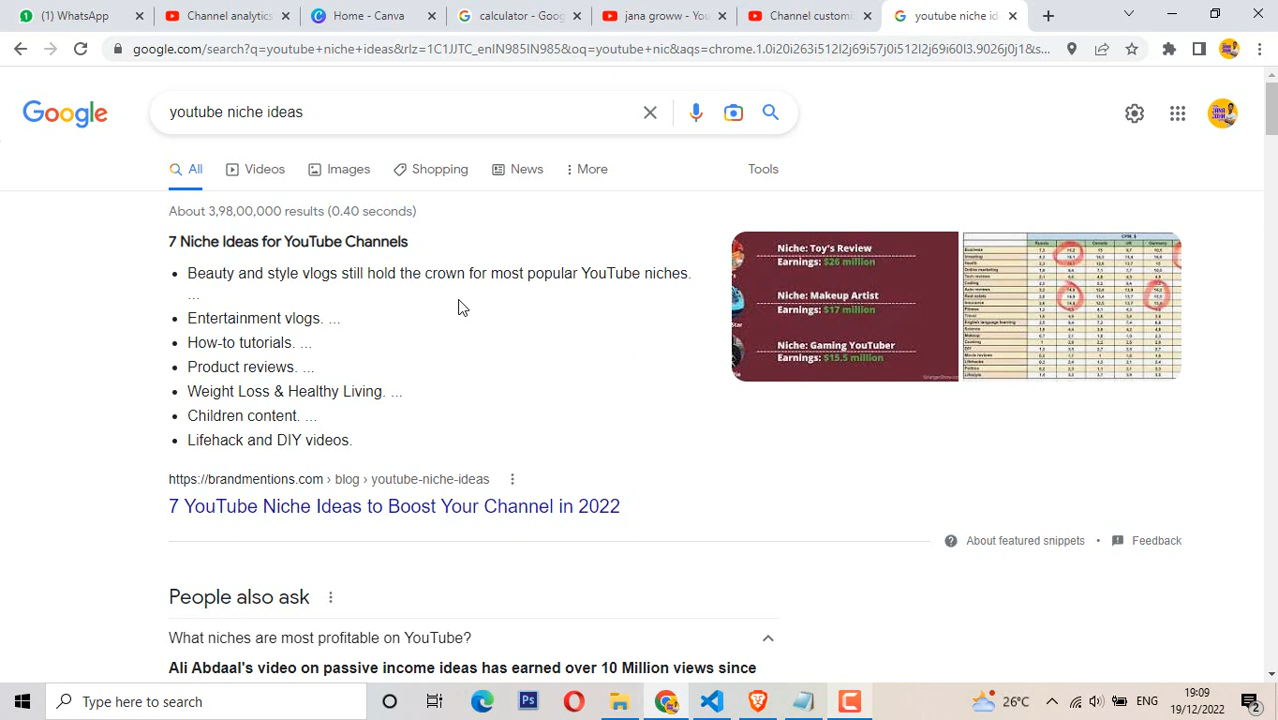 (1) WhatsApp
Channel analytics
Home - Canva
calculator - Goog
jana groww - You
Channel customi
youtube niche id
google.com/search?q=youtube+niche+ideas&rlz=1C1JJTC_enIN985IN985&oq=youtube+nic&aqs=chrome.1.0i20i263i512l2j69i57j0i512l2j69i60l3.9026j0j1&s...
Google
youtube niche ideas
All
Videos
Images
Shopping
News
More
Tools
About 3,98,00,000 results (0.40 seconds)
7 Niche Ideas for YouTube Channels
Niche: Toy's Review
Earnings: $26 million
Niche: Makeup Artist
Earnings: $17 million
Niche: Gaming YouTuber
Earnings: $15.5 million
• Beauty and style vlogs still hold the crown for most popular YouTube niches.
...
• Entertainment vlogs. ...
• How-to tutorials. ...
• Product reviews. ...
• Weight Loss & Healthy Living. ...
• Children content. ...
• Lifehack and DIY videos.
https://brandmentions.com › blog › youtube-niche-ideas
7 YouTube Niche Ideas to Boost Your Channel in 2022
About featured snippets • Feedback
People also ask
What niches are most profitable on YouTube?
Ali Abdaal's video on passive income ideas has earned over 10 Million views since
Type here to search
26°C
ENG
19:09
19/12/2022
2